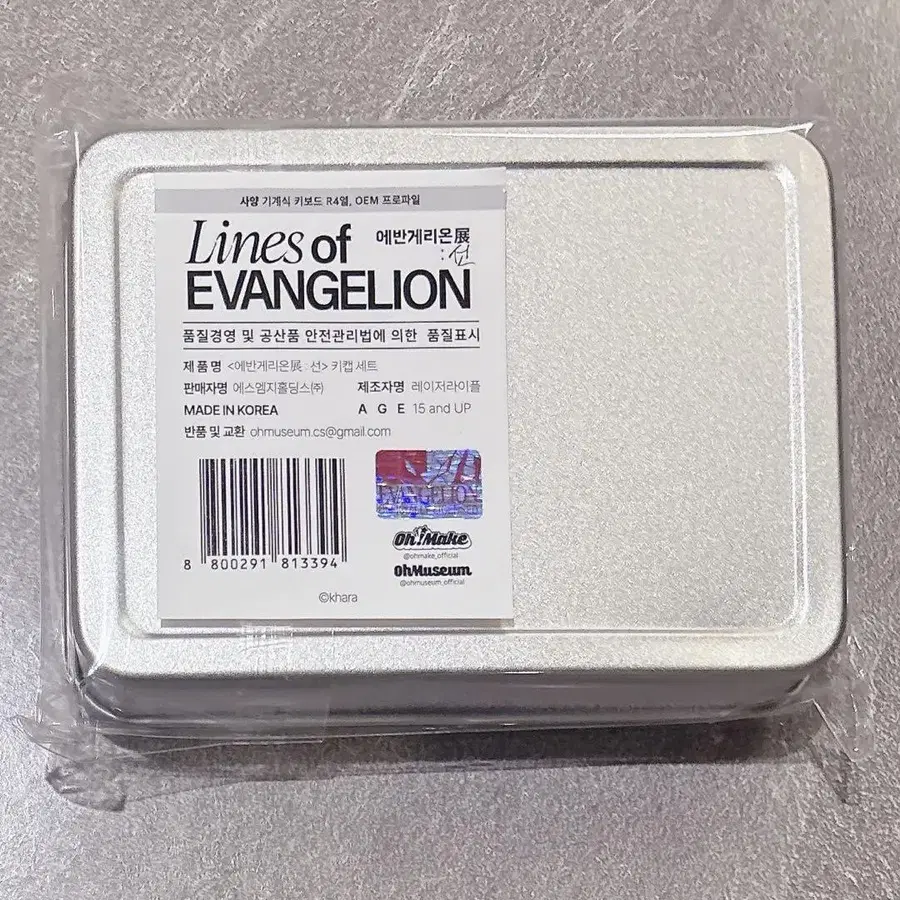 사양 기계식 키보드 R4열, OEM 프로파일
Lines of 에반게리온展
:선
EVANGELION
품질경영 및 공산품 안전관리법에 의한 품질표시
제품명 <에반게리온展 : 선> 키캡 세트
판매자명 에스엠지홀딩스㈜ 제조자명 레이저라이플
MADE IN KOREA AGE 15 and UP
반품 및 교환 ohmuseum.cs@gmail.com
EVANGELION
Oh!Make
@ohmake_official
OhMuseum
@ohmuseum_official
8 800291 813394
©khara